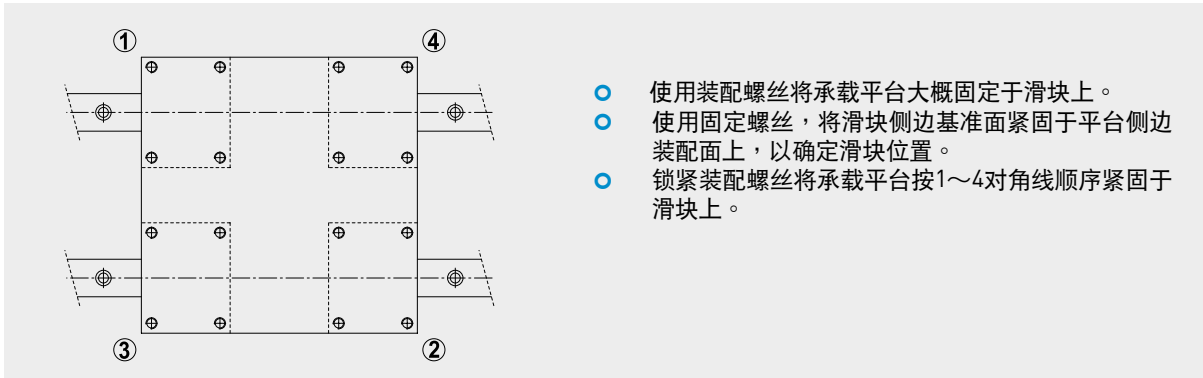 ①
④
③
②
使用装配螺丝将承载平台大概固定于滑块上。
使用固定螺丝，将滑块侧边基准面紧固于平台侧边
装配面上，以确定滑块位置。
锁紧装配螺丝将承载平台按1～4对角线顺序紧固于
滑块上。